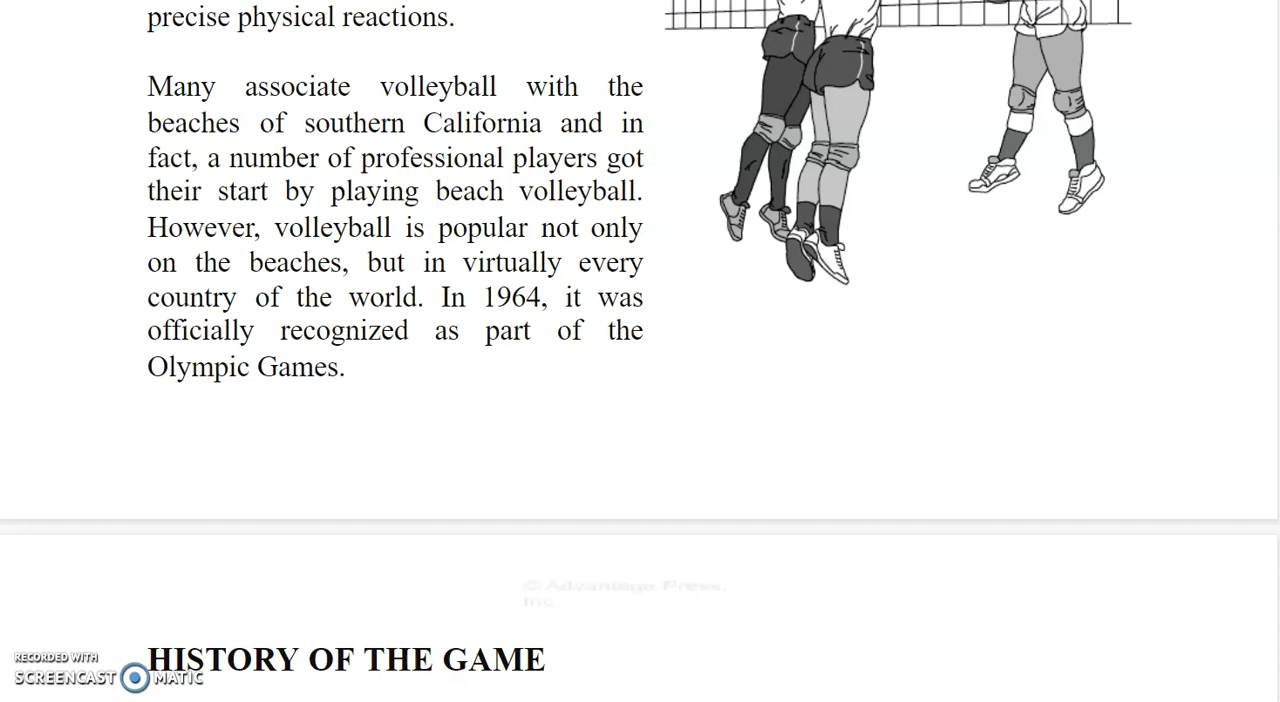 precise physical reactions.
Many associate volleyball with the
beaches of southern California and in
fact, a number of professional players got
their start by playing beach volleyball.
However, volleyball is popular not only
on the beaches, but in virtually every
country of the world. In 1964, it was
officially recognized as part of the
Olympic Games.
© Advantage Press,
Inc.
HISTORY OF THE GAME
RECORDED WITH
SCREENCAST MATIC